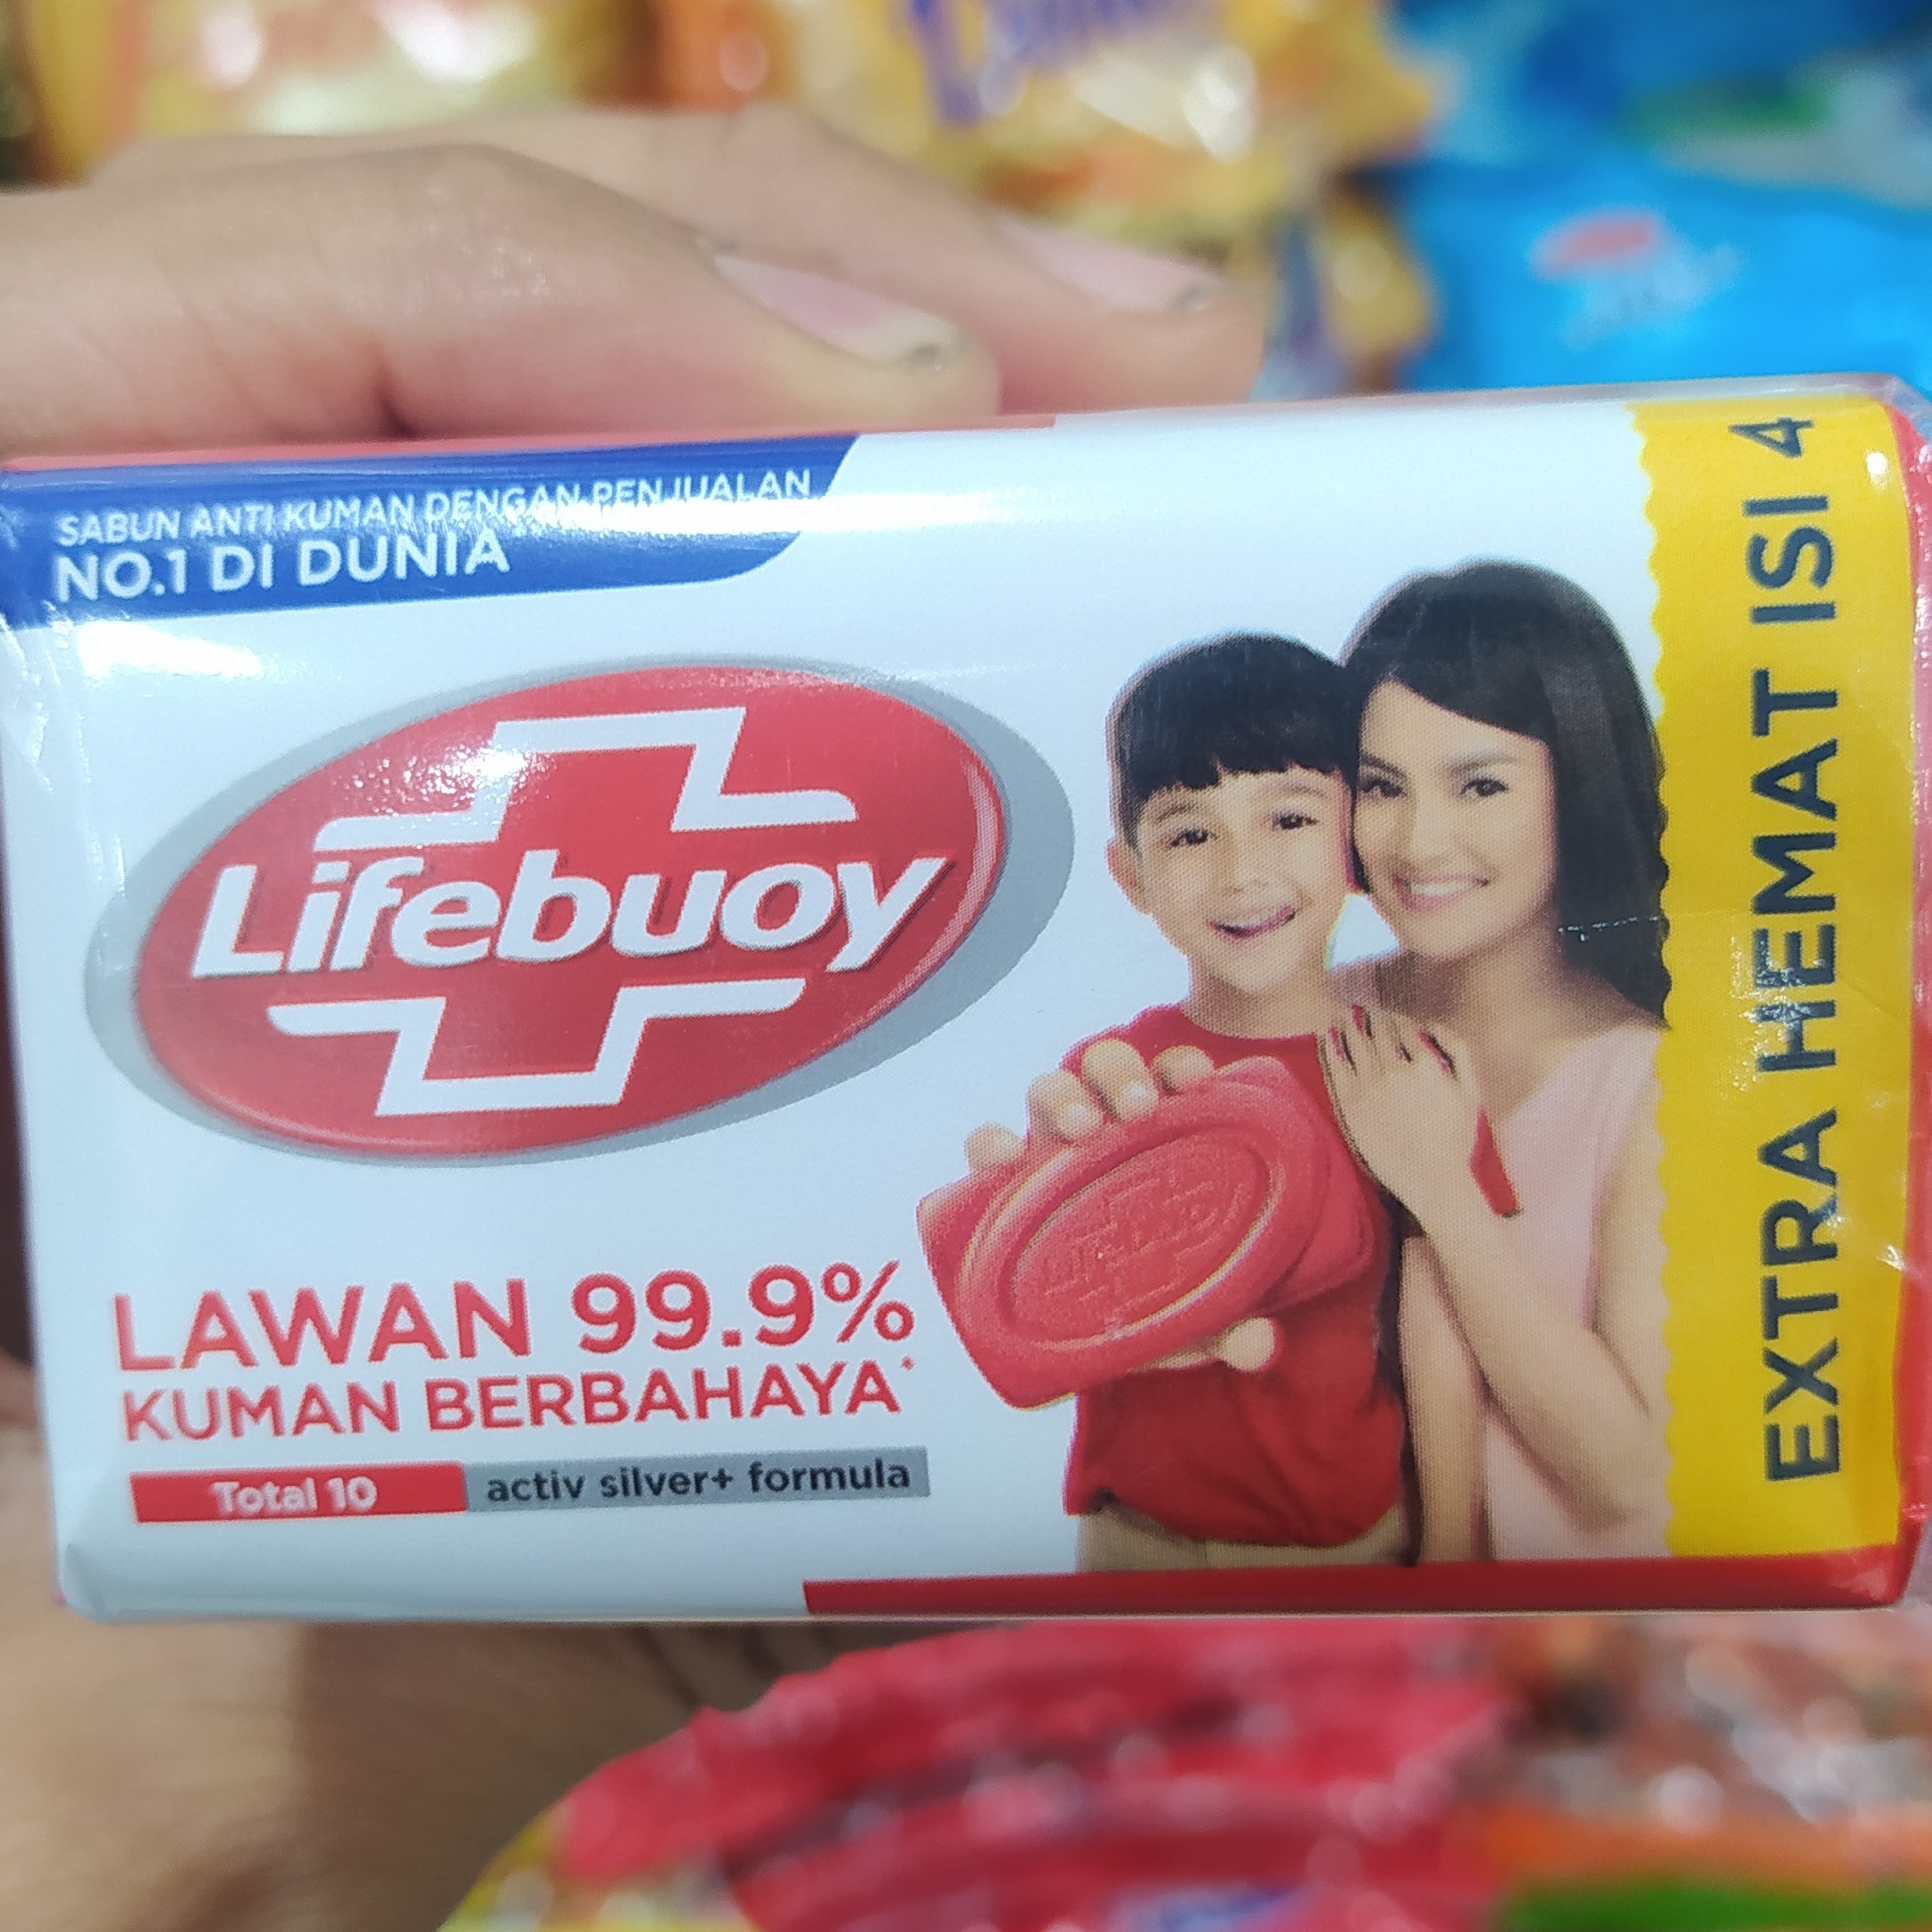 SABUN ANTI KUMAN DENGAN PENJUALAN
NO.1 DI DUNIA
Lifebuoy
LAWAN 99.9%
KUMAN BERBAHAYA*
Total 10 activ silver+ formula
EXTRA HEMAT ISI 4